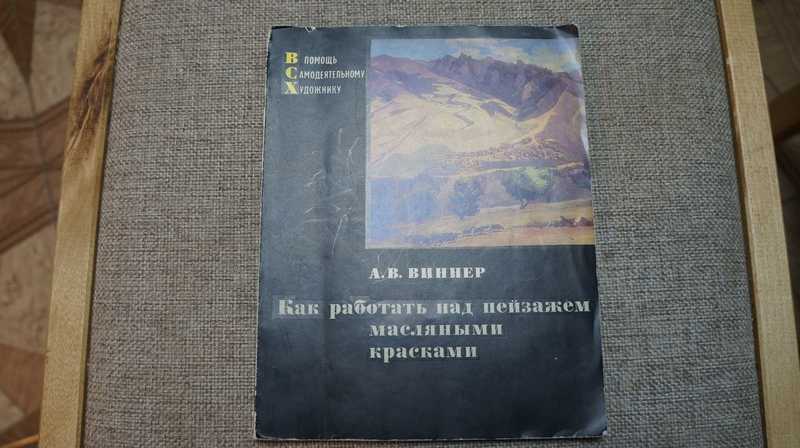 В помощь
Самодеятельному
Художнику
А. В. ВИННЕР
Как работать над пейзажем
масляными
красками